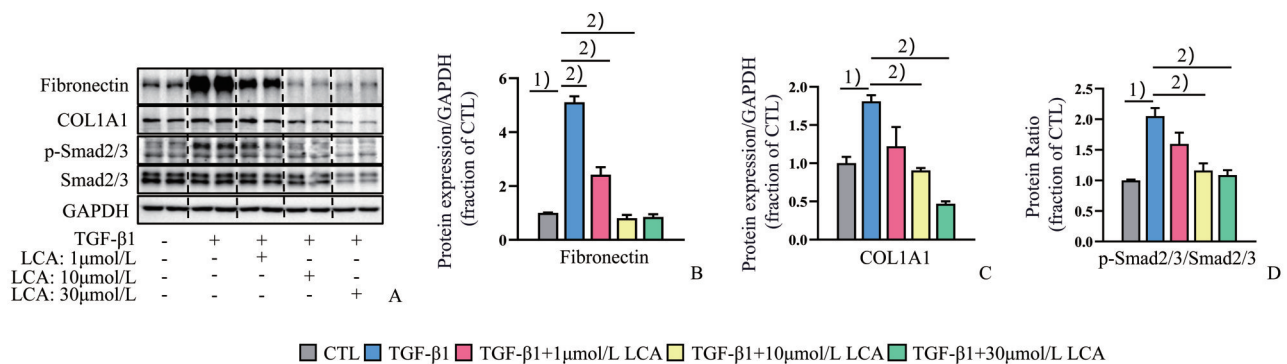 Fibronectin
COL1A1
p-Smad2/3
Smad2/3
GAPDH
TGF-β1 - - + + + + +
LCA: 1μmol/L - - + - -
LCA: 10μmol/L - - - + -
LCA: 30μmol/L - - - - +
A
Protein expression/GAPDH
(fraction of CTL)
6
4
2
0
1)
2)
2)
2)
Fibronectin
B
Protein expression/GAPDH
(fraction of CTL)
2.0
1.5
1.0
0.5
0.0
1)
2)
2)
COL1A1
C
Protein Ratio
(fraction of CTL)
2.5
2.0
1.5
1.0
0.5
0.0
1)
2)
2)
p-Smad2/3/Smad2/3
D
CTL TGF-β1 TGF-β1+1μmol/L LCA TGF-β1+10μmol/L LCA TGF-β1+30μmol/L LCA